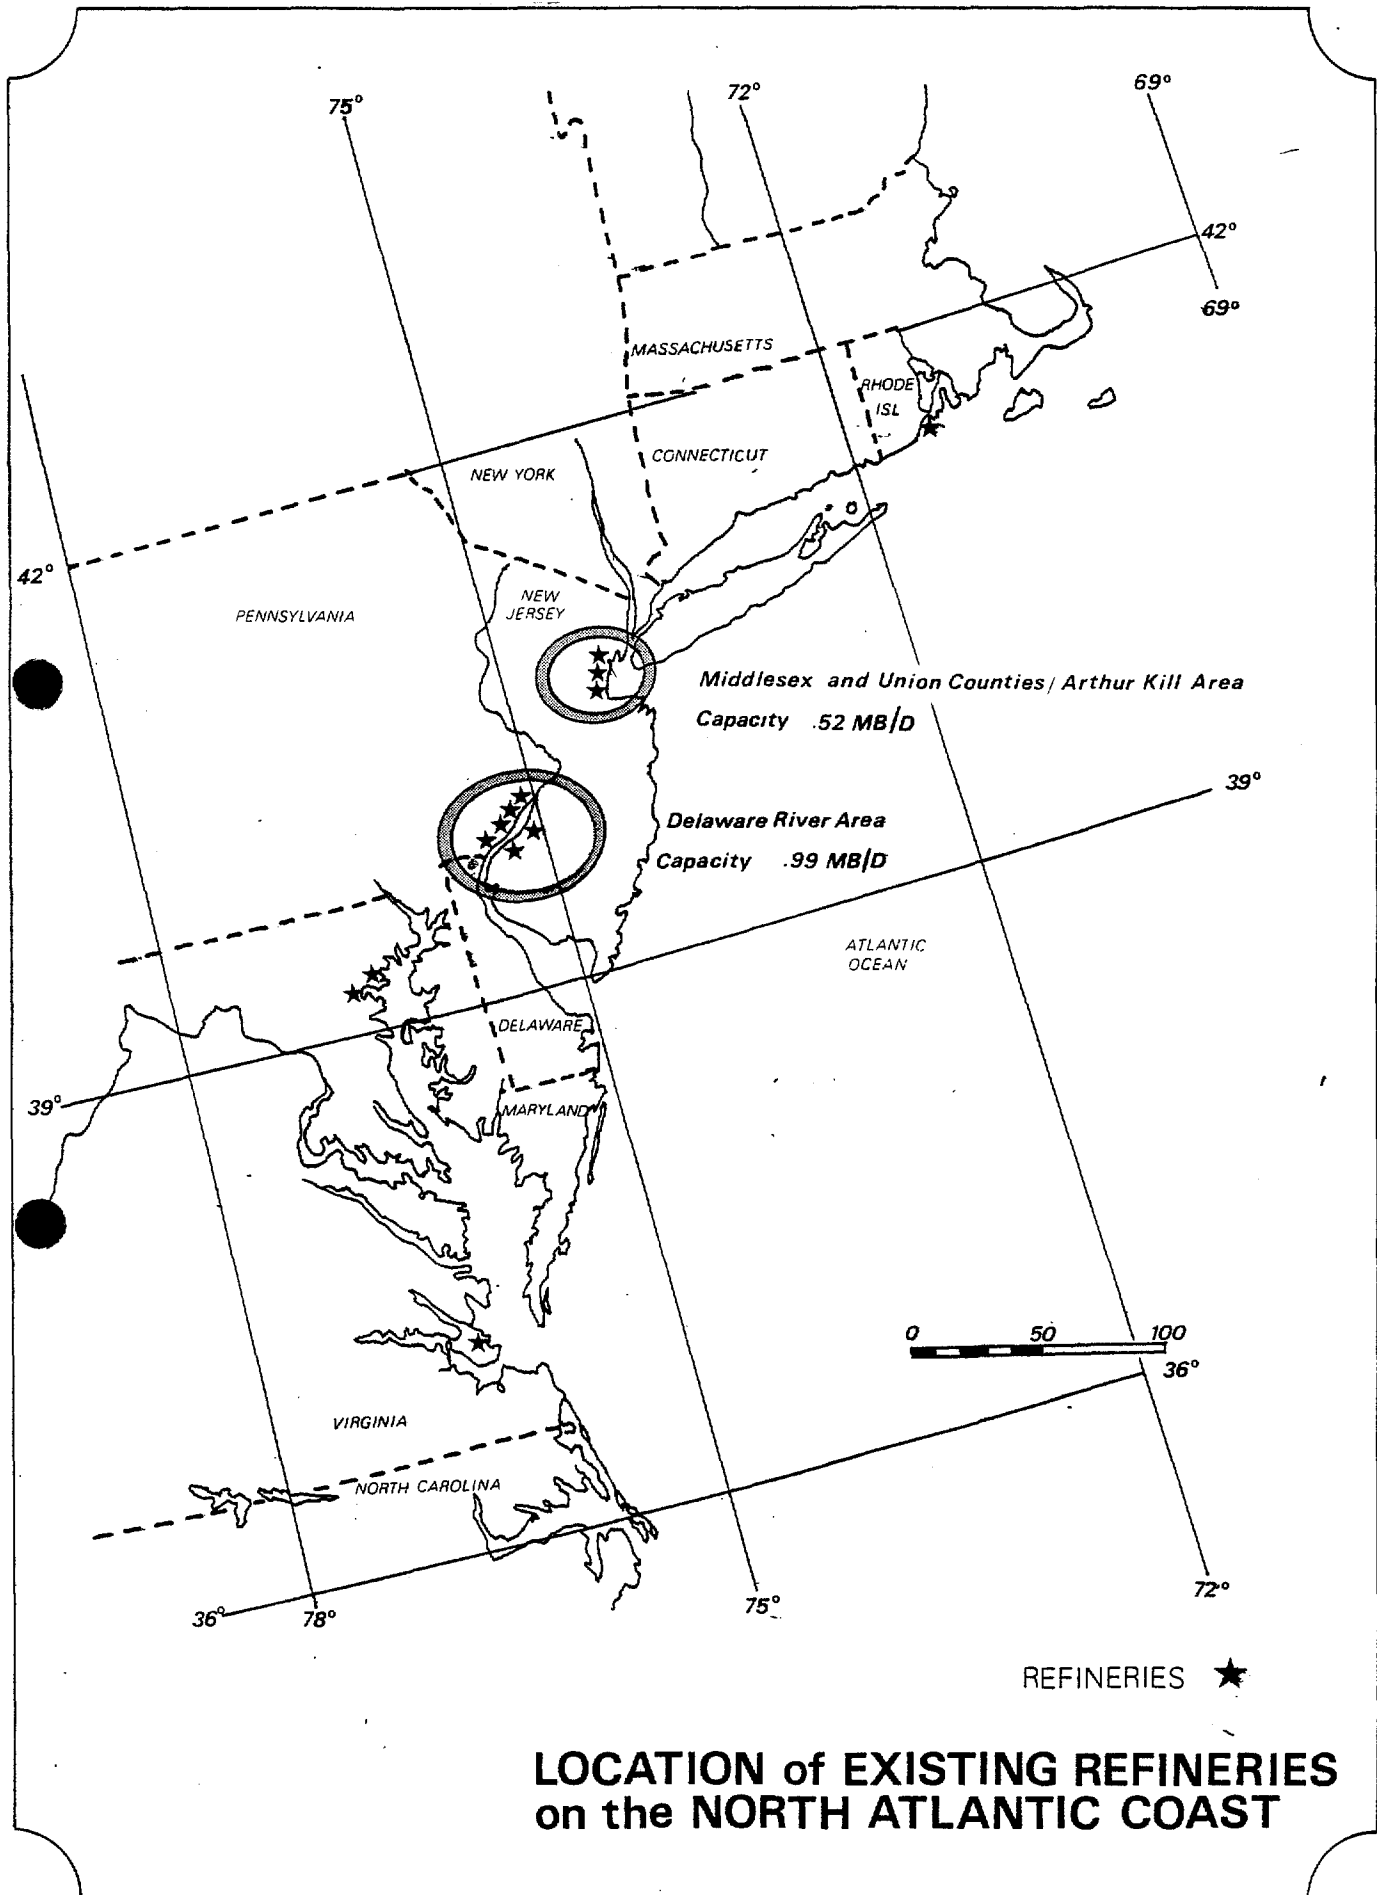 75°
72°
69°
42°
69°
MASSACHUSETTS
RHODE
ISL
CONNECTICUT
NEW YORK
42°
NEW
JERSEY
PENNSYLVANIA
Middlesex and Union Counties/Arthur Kill Area
Capacity .52 MB/D
39°
Delaware River Area
Capacity .99 MB/D
ATLANTIC
OCEAN
DELAWARE
39°
MARYLAND
0 50 100
36°
VIRGINIA
NORTH CAROLINA
36°
78°
75°
72°
REFINERIES
LOCATION of EXISTING REFINERIES
on the NORTH ATLANTIC COAST